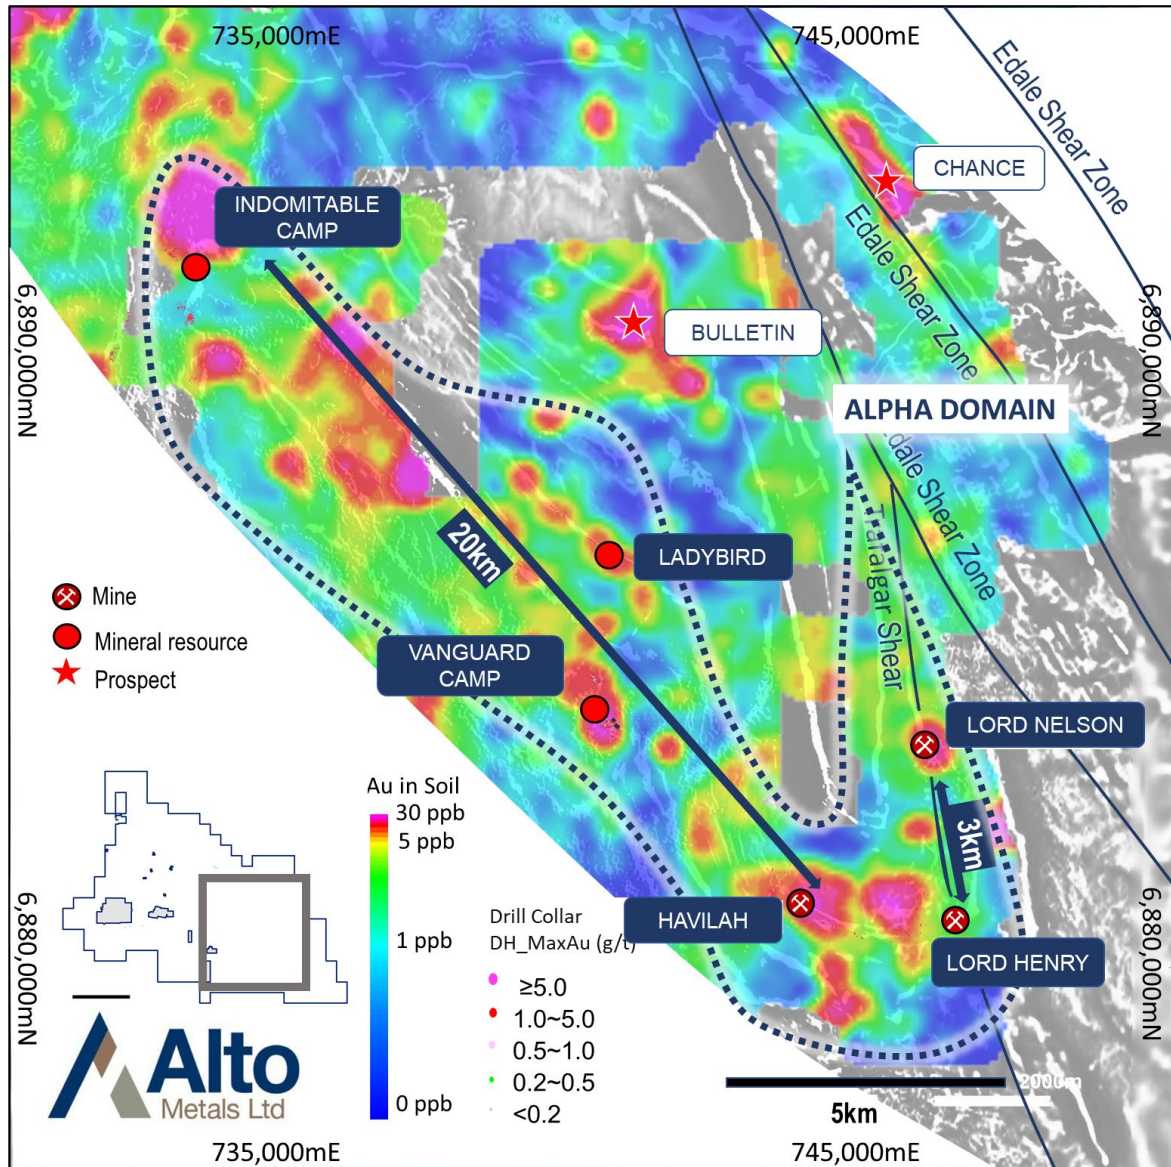 735,000mE
745,000mE
Edale Shear Zone
CHANCE
INDOMITABLE
CAMP
Edale Shear Zone
6,890,000mN
6,890,000mN
BULLETIN
ALPHA DOMAIN
Edale Shear Zone
Trafalgar Shear
20km
LADYBIRD
Mine
Mineral resource
Prospect
VANGUARD
CAMP
LORD NELSON
Au in Soil
30 ppb
5 ppb
1 ppb
0 ppb
3km
HAVILAH
LORD HENRY
6,880,000mN
6,880,000mN
Drill Collar
DH_MaxAu (g/t)
≥5.0
1.0~5.0
0.5~1.0
0.2~0.5
<0.2
Alto
Metals Ltd
2000m
5km
735,000mE
745,000mE